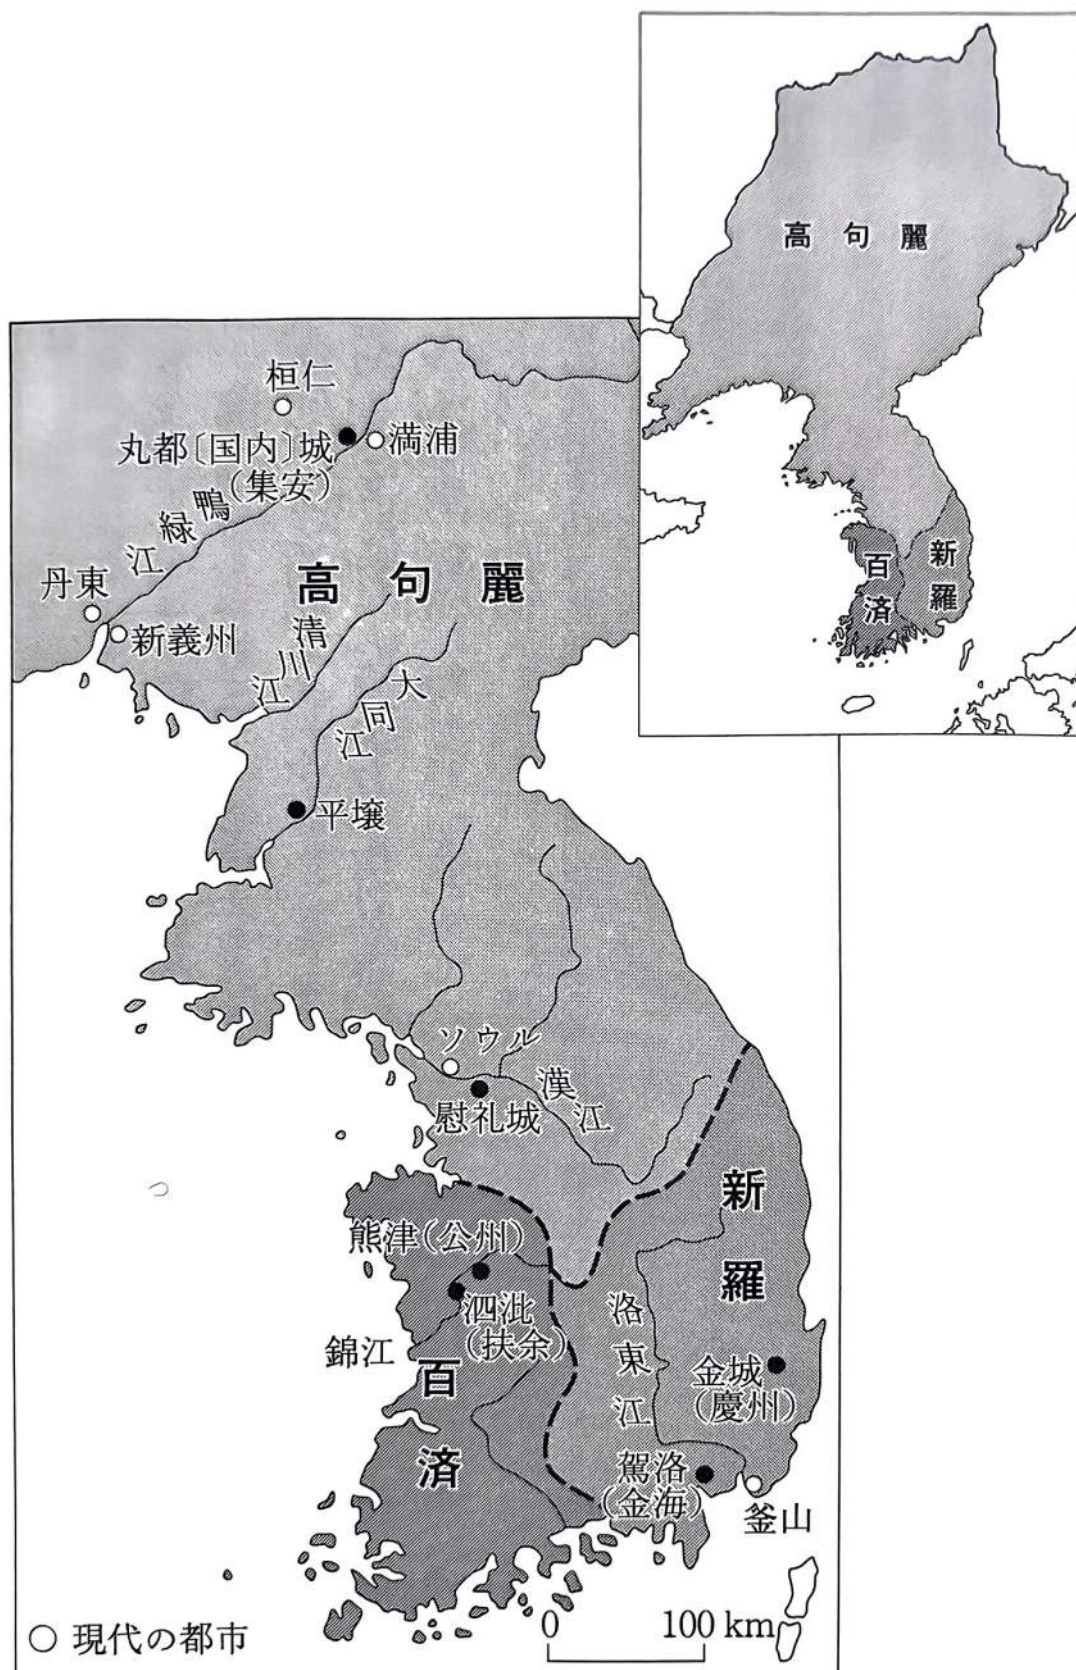 高句麗
百済
新羅
桓仁
丸都〔国内〕城
(集安)
満浦
鴨緑江
丹東
新義州
高句麗
清川江
大同江
平壌
ソウル
漢江
慰礼城
新羅
熊津(公州)
泗沘
(扶余)
錦江
百済
洛東江
金城
(慶州)
駕洛
(金海)
釜山
0 100 km
○ 現代の都市